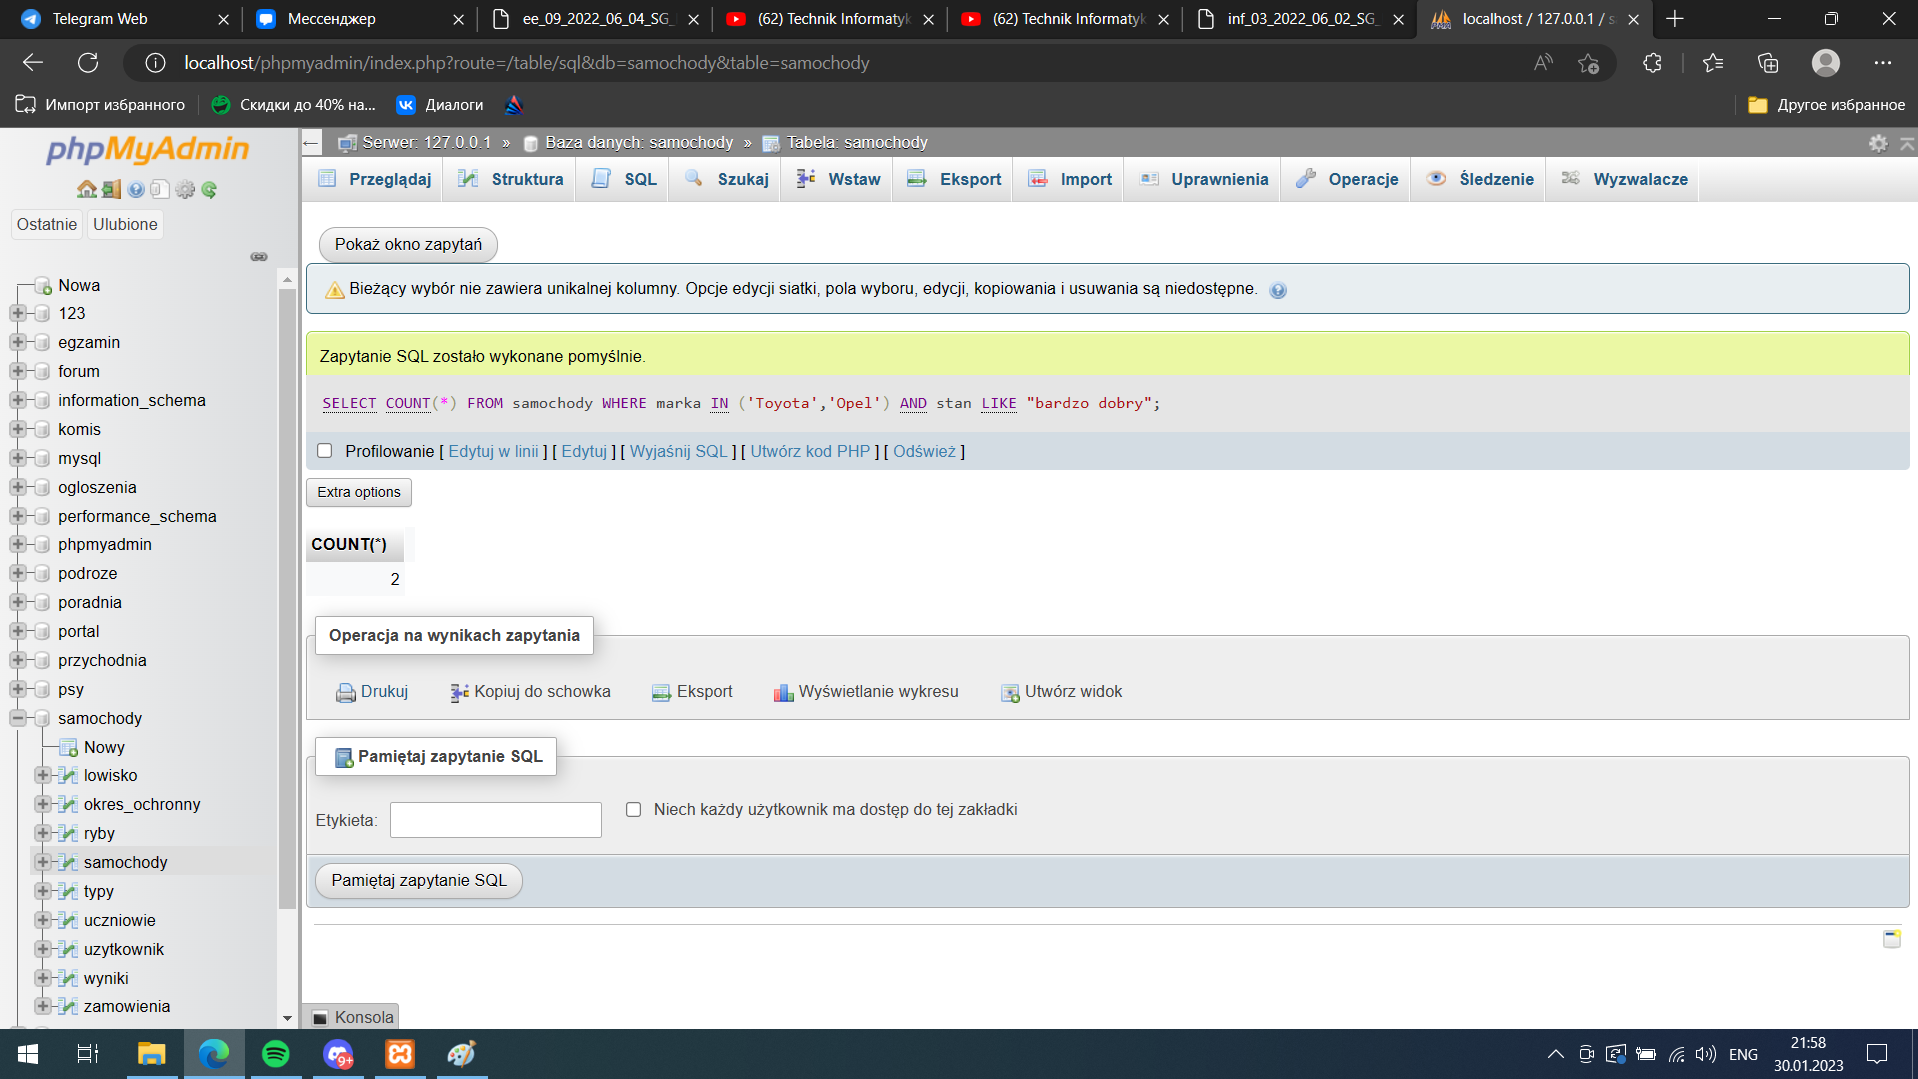 Telegram Web
Мессенджер
ee_09_2022_06_04_SG_
(62) Technik Informatyk
(62) Technik Informatyk
inf_03_2022_06_02_SG_
localhost / 127.0.0.1 / s
localhost/phpmyadmin/index.php?route=/table/sql&db=samochody&table=samochody
Импорт избранного
Скидки до 40% на...
Диалоги
Другое избранное
phpMyAdmin
Serwer: 127.0.0.1 » Baza danych: samochody » Tabela: samochody
Przeglądaj
Struktura
SQL
Szukaj
Wstaw
Eksport
Import
Uprawnienia
Operacje
Śledzenie
Wyzwalacze
Ostatnie
Ulubione
Nowa
123
egzamin
forum
information_schema
komis
mysql
ogloszenia
performance_schema
phpmyadmin
podroze
poradnia
portal
przychodnia
psy
samochody
Nowy
lowisko
okres_ochronny
ryby
samochody
typy
uczniowie
uzytkownik
wyniki
zamowienia
Pokaż okno zapytań
Bieżący wybór nie zawiera unikalnej kolumny. Opcje edycji siatki, pola wyboru, edycji, kopiowania i usuwania są niedostępne.
Zapytanie SQL zostało wykonane pomyślnie.
SELECT COUNT(*) FROM samochody WHERE marka IN ('Toyota','Opel') AND stan LIKE "bardzo dobry";
Profilowanie [ Edytuj w linii ] [ Edytuj ] [ Wyjaśnij SQL ] [ Utwórz kod PHP ] [ Odśwież ]
Extra options
COUNT(*)
2
Operacja na wynikach zapytania
Drukuj
Kopiuj do schowka
Eksport
Wyświetlanie wykresu
Utwórz widok
Pamiętaj zapytanie SQL
Etykieta:
Niech każdy użytkownik ma dostęp do tej zakładki
Pamiętaj zapytanie SQL
Konsola
9+
ENG
21:58
30.01.2023